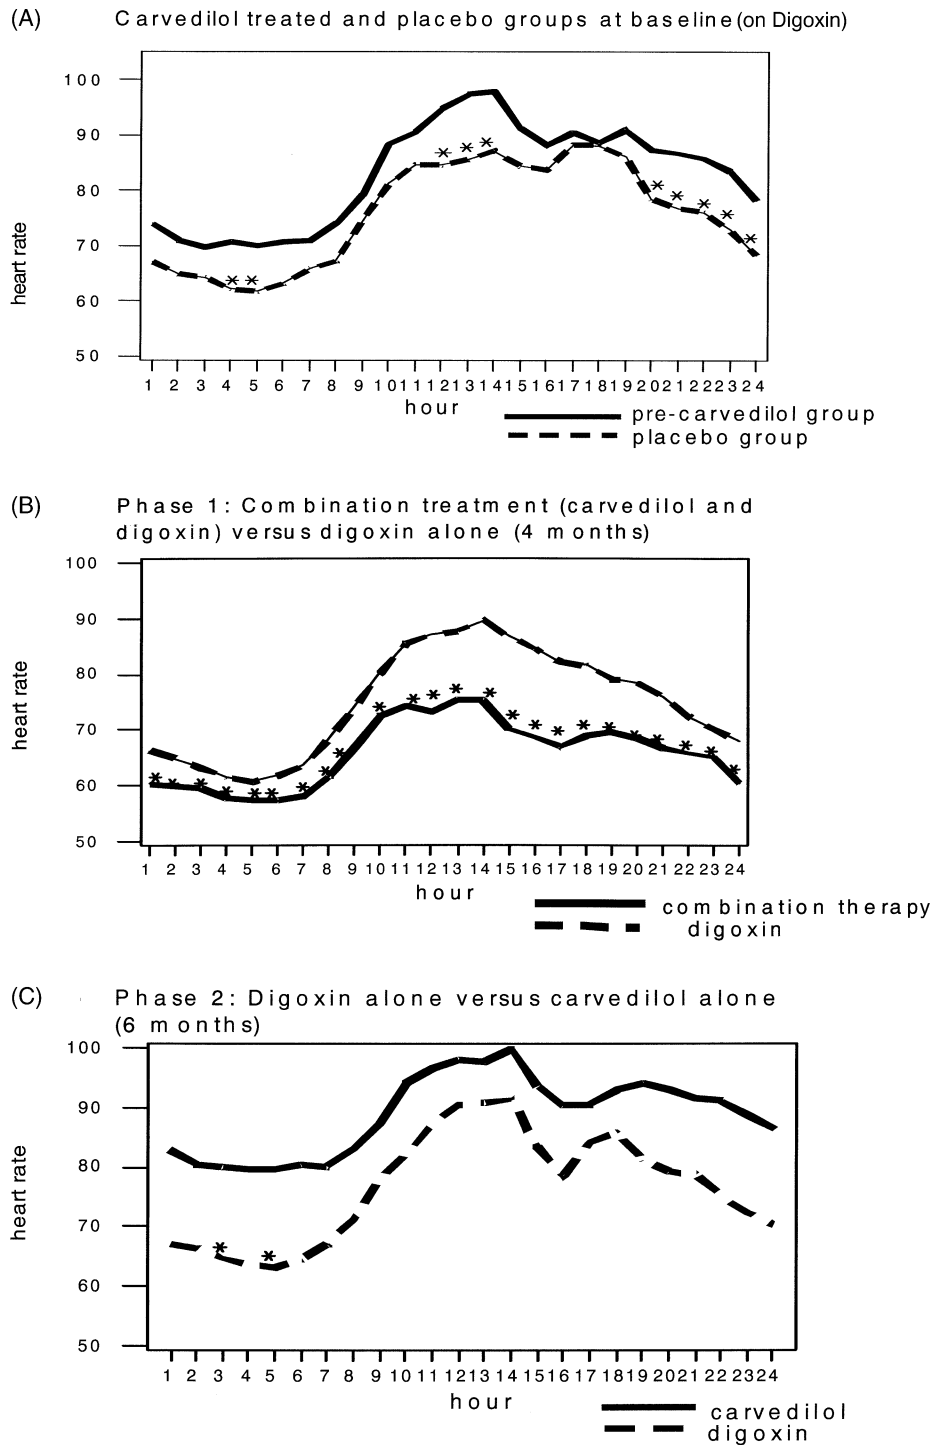 (A) Carvedilol treated and placebo groups at baseline (on Digoxin)
100
90
80
70
60
50
heart rate
1 2 3 4 5 6 7 8 9 10 11 12 13 14 15 16 17 18 19 20 21 22 23 24
hour
pre-carvedilol group
placebo group
(B) Phase 1: Combination treatment (carvedilol and
digoxin) versus digoxin alone (4 months)
100
90
80
70
60
50
heart rate
1 2 3 4 5 6 7 8 9 10 11 12 13 14 15 16 17 18 19 20 21 22 23 24
hour
combination therapy
digoxin
(C) Phase 2: Digoxin alone versus carvedilol alone
(6 months)
100
90
80
70
60
50
heart rate
1 2 3 4 5 6 7 8 9 10 11 12 13 14 15 16 17 18 19 20 21 22 23 24
hour
carvedilol
digoxin